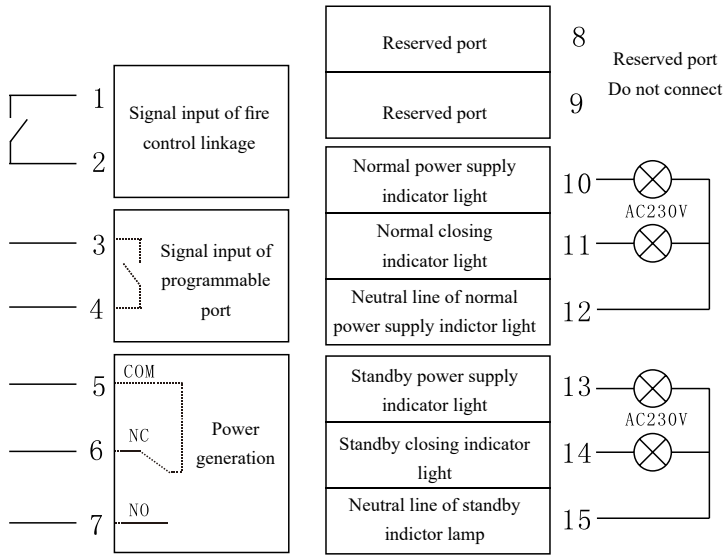 1
2
Signal input of fire
control linkage
3
4
Signal input of
programmable
port
5
COM
6
NC
7
NO
Power
generation
Reserved port
8
Reserved port
9
Reserved port
Do not connect
Normal power supply
indicator light
10
AC230V
Normal closing
indicator light
11
Neutral line of normal
power supply indictor light
12
Standby power supply
indicator light
13
AC230V
Standby closing indicator
light
14
Neutral line of standby
indictor lamp
15